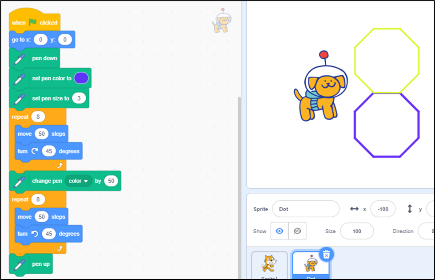 when clicked
go to x: 0 y: 0
pen down
set pen color to
set pen size to 3
repeat 8
move 50 steps
turn 45 degrees
change pen color by 50
repeat 8
move 50 steps
turn 45 degrees
pen up
Sprite Dot x -100 y
Show Size 100 Direction